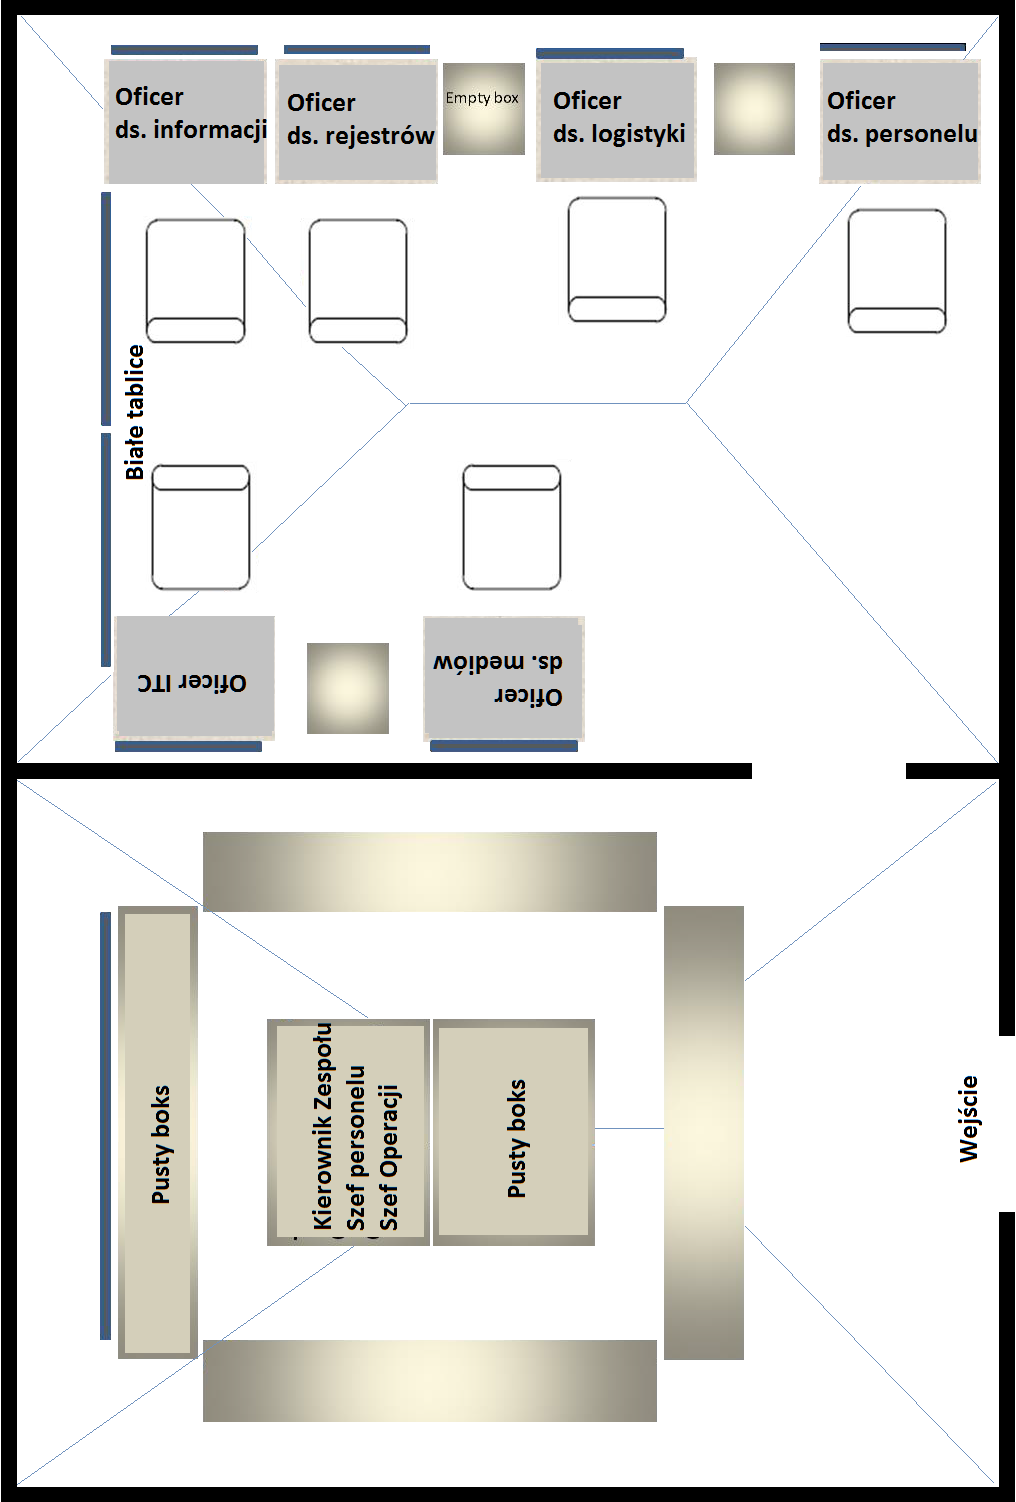 Oficer
ds. informacji
Oficer
ds. rejestrów
Empty box
Oficer
ds. logistyki
Oficer
ds. personelu
Białe tablice
Oficer ITC
Oficer
ds. mediów
Pusty boks
Kierownik Zespołu
Szef personelu
Szef Operacji
Pusty boks
Wejście